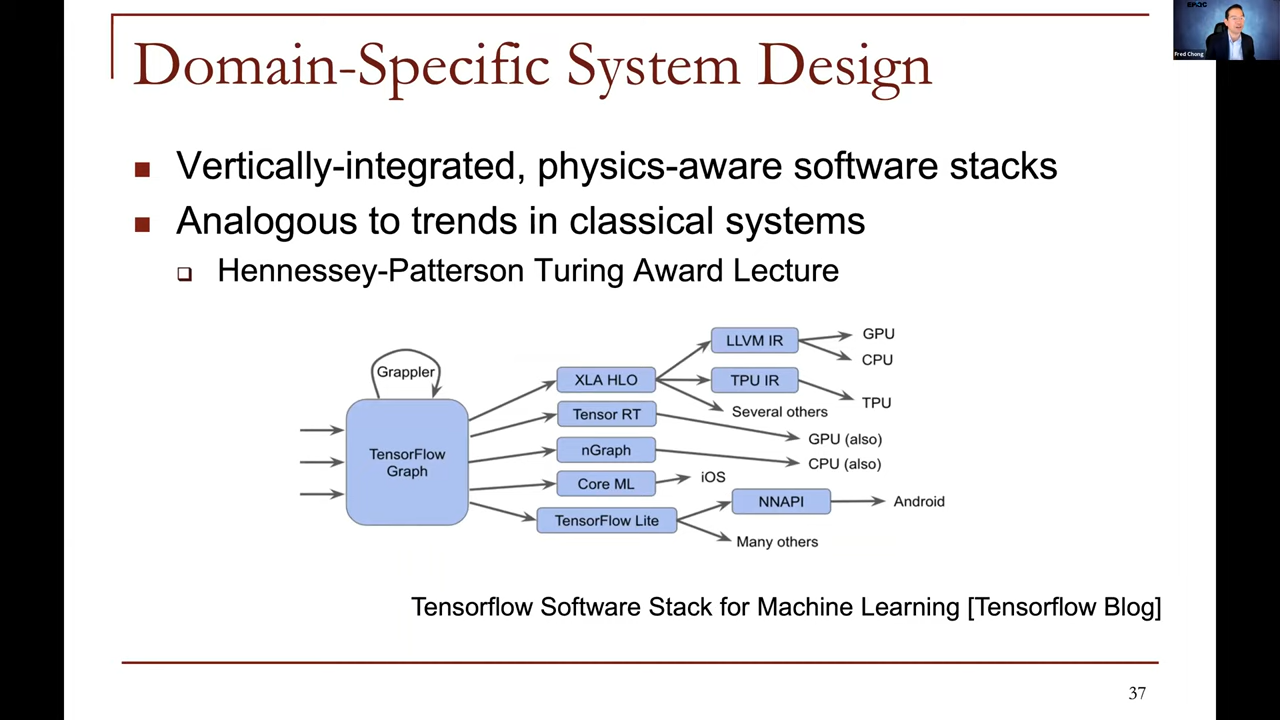 EPiQC
Fred Chong
Domain-Specific System Design
Vertically-integrated, physics-aware software stacks
Analogous to trends in classical systems
Hennessey-Patterson Turing Award Lecture
Grappler
TensorFlow
Graph
XLA HLO
Tensor RT
nGraph
Core ML
TensorFlow Lite
LLVM IR
TPU IR
Several others
GPU
CPU
TPU
GPU (also)
CPU (also)
iOS
NNAPI
Android
Many others
Tensorflow Software Stack for Machine Learning [Tensorflow Blog]
37